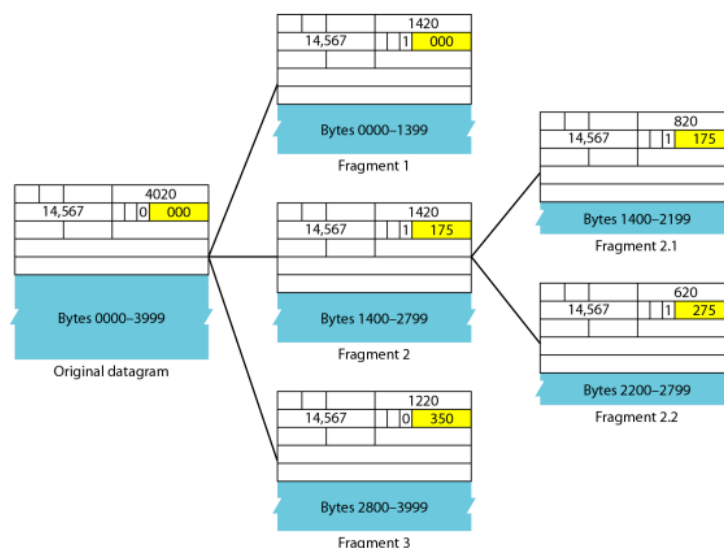 4020
14,567 0 000
Bytes 0000–3999
Original datagram
1420
14,567 1 000
Bytes 0000–1399
Fragment 1
1420
14,567 1 175
Bytes 1400–2799
Fragment 2
1220
14,567 0 350
Bytes 2800–3999
Fragment 3
820
14,567 1 175
Bytes 1400–2199
Fragment 2.1
620
14,567 1 275
Bytes 2200–2799
Fragment 2.2